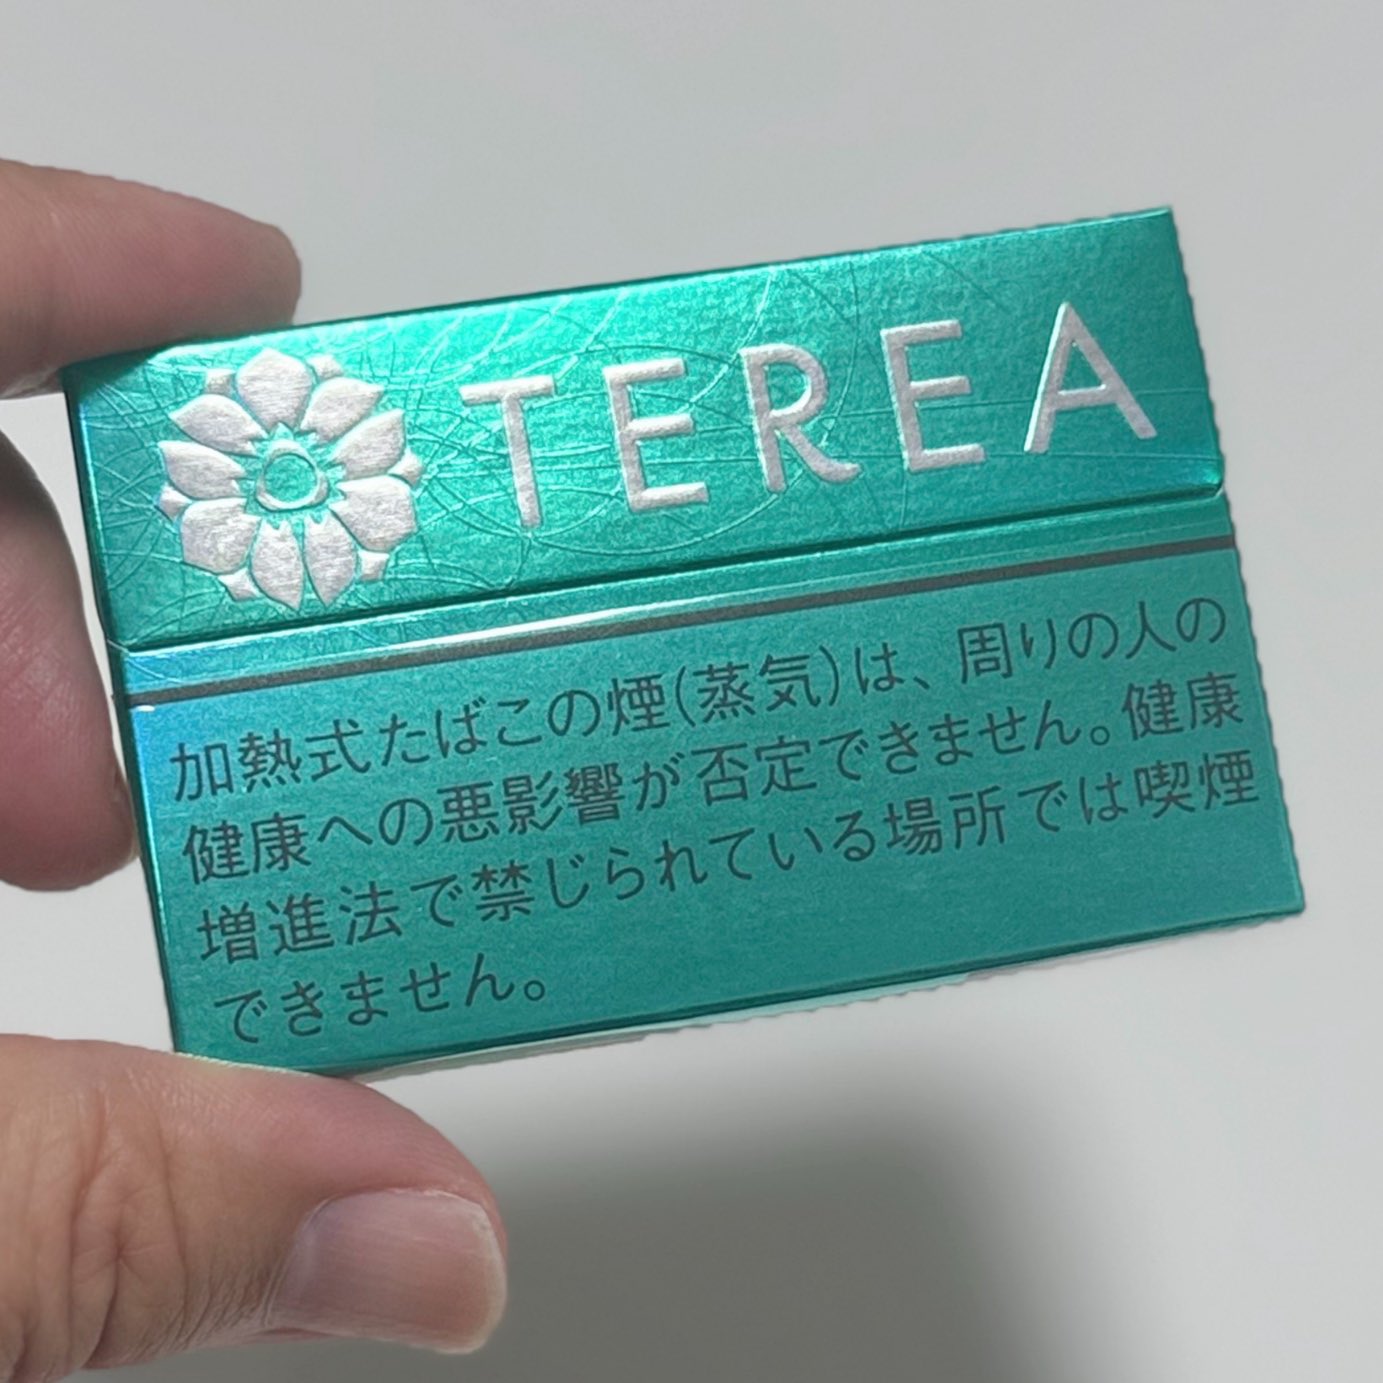 TEREA
加熱式たばこの煙(蒸気)は、周りの人の
健康への悪影響が否定できません。健康
増進法で禁じられている場所では喫煙
できません。